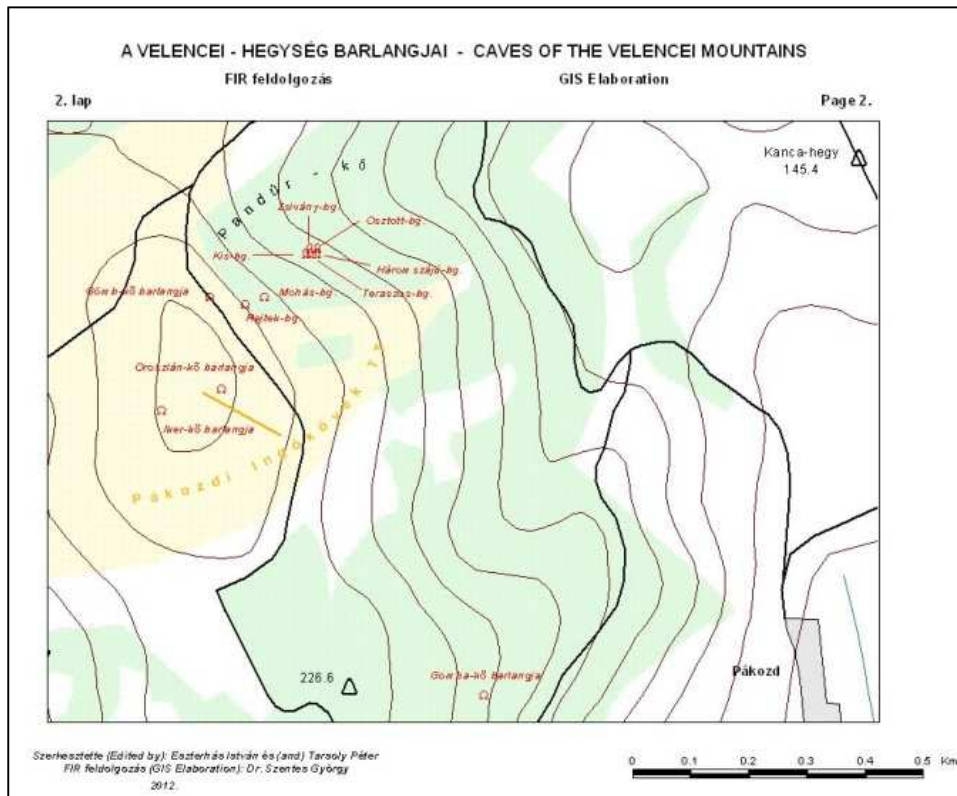 A VELENCEI - HEGYSÉG BARLANGJAI - CAVES OF THE VELENCEI MOUNTAINS
FIR feldolgozás GIS Elaboration
2. lap Page 2.
Kanca-hegy
145.4
Pandúr - kő
Zsivány-bg.
Osztott-bg.
Kis-bg.
Három szájú-bg.
Mohás-bg.
Teraszos-bg.
Gömb-kő barlangja
Rejtek-bg.
Oroszlán-kő barlangja
Iker-kő barlangja
Pákozdi Ingókövek TT
226.6
Gomba-kő barlangja
Pákozd
Szerkesztette (Edited by): Eszterhás István és (and) Tarsoly Péter
FIR feldolgozás (GIS Elaboration): Dr. Szentes György
2012.
0 0.1 0.2 0.3 0.4 0.5 Km